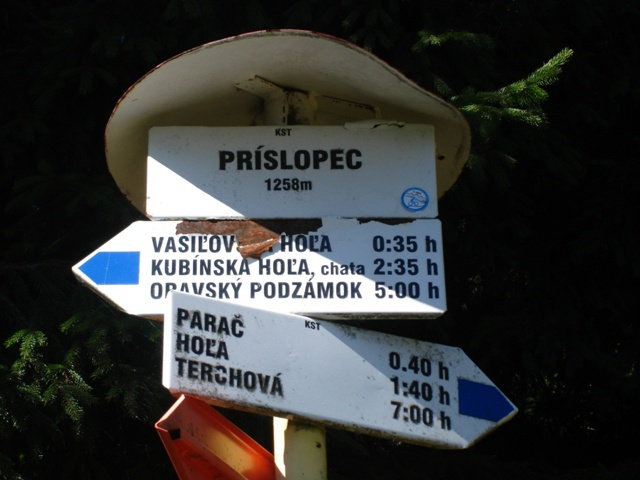 KST
PRÍSLOPEC
1258m
HOĽA 0:35 h
KUBÍNSKA HOĽA, chata 2:35 h
ORAVSKÝ PODZÁMOK 5:00 h
KST
PARAČ 0.40 h
HOĽA 1:40 h
TERCHOVÁ 7:00 h